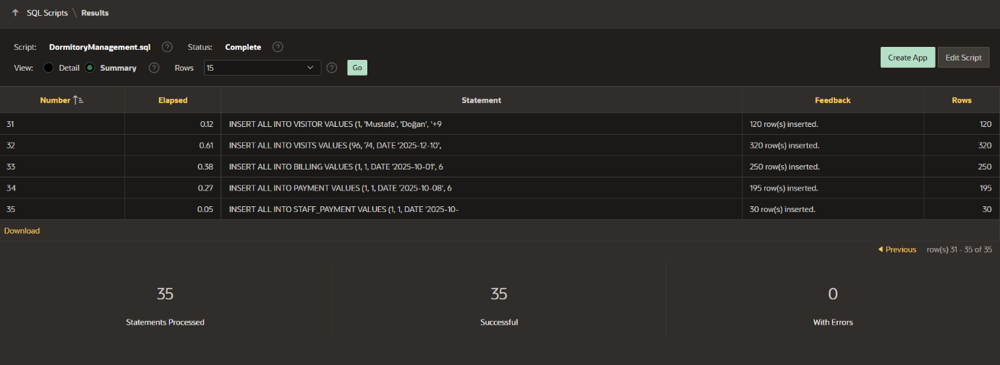 SQL Scripts \ Results
Script: DormitoryManagement.sql ? Status: Complete ?
View: Detail Summary ? Rows 15 ? Go
Create App Edit Script
Number Elapsed Statement Feedback Rows
31 0.12 INSERT ALL INTO VISITOR VALUES (1, 'Mustafa', 'Doğan', '+9 120 row(s) inserted. 120
32 0.61 INSERT ALL INTO VISITS VALUES (96, 74, DATE '2025-12-10', 320 row(s) inserted. 320
33 0.38 INSERT ALL INTO BILLING VALUES (1, 1, DATE '2025-10-01', 6 250 row(s) inserted. 250
34 0.27 INSERT ALL INTO PAYMENT VALUES (1, 1, DATE '2025-10-08', 6 195 row(s) inserted. 195
35 0.05 INSERT ALL INTO STAFF_PAYMENT VALUES (1, 1, DATE '2025-10- 30 row(s) inserted. 30
Download
Previous row(s) 31 - 35 of 35
35 35 0
Statements Processed Successful With Errors